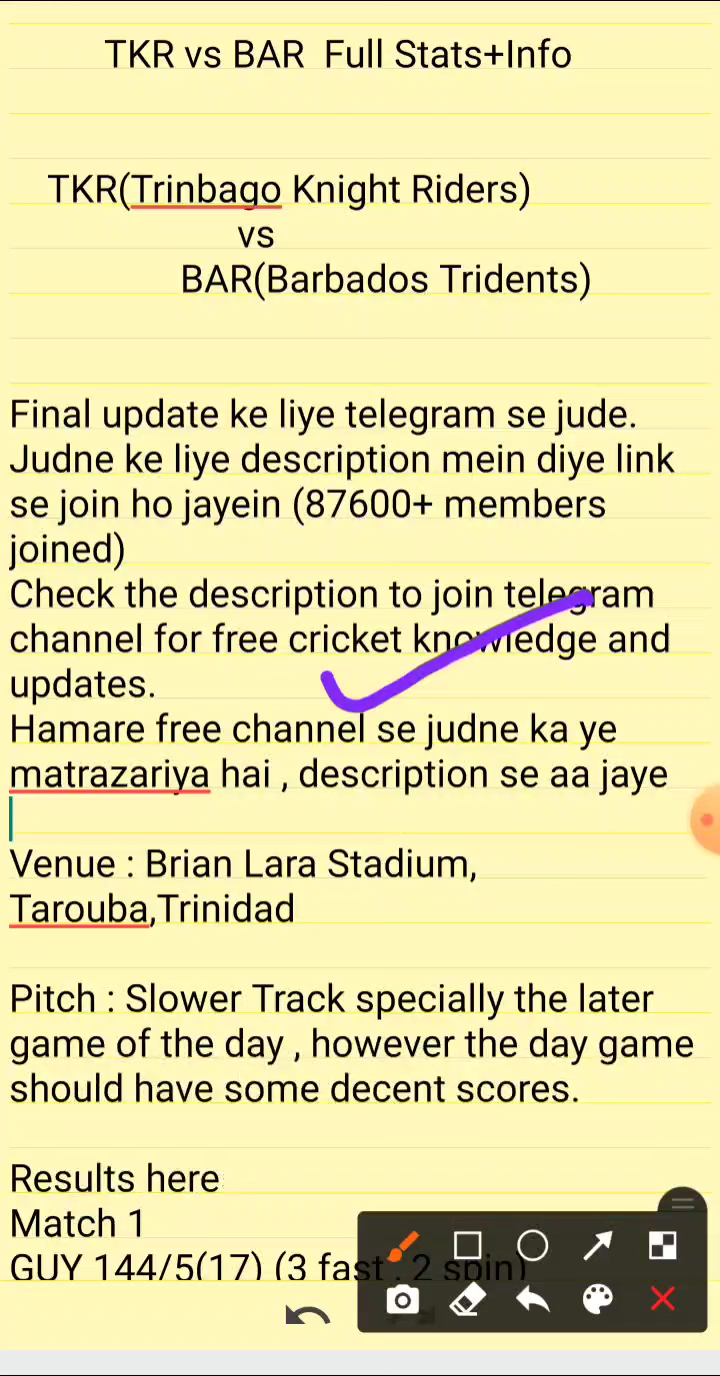 TKR vs BAR Full Stats+Info
TKR(Trinbago Knight Riders)
vs
BAR(Barbados Tridents)
Final update ke liye telegram se jude.
Judne ke liye description mein diye link
se join ho jayein (87600+ members
joined)
Check the description to join telegram
channel for free cricket knowledge and
updates.
Hamare free channel se judne ka ye
matrazariya hai , description se aa jaye
Venue : Brian Lara Stadium,
Tarouba,Trinidad
Pitch : Slower Track specially the later
game of the day , however the day game
should have some decent scores.
Results here
Match 1
GUY 144/5(17) (3 fast , 2 spin)